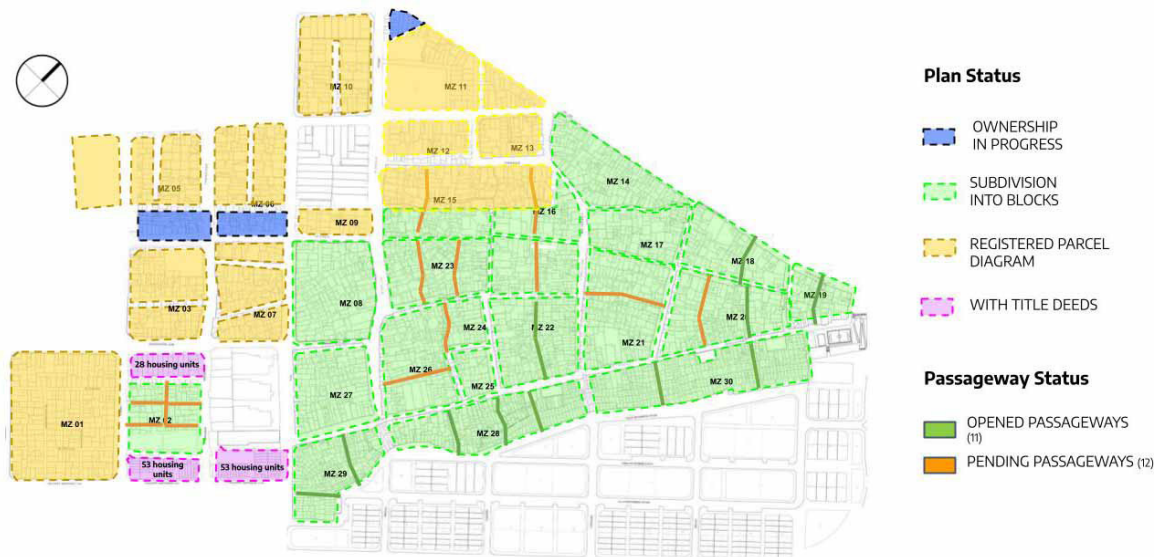 MZ 10
MZ 11
MZ 12
MZ 13
MZ 05
MZ 06
MZ 14
MZ 15
MZ 16
MZ 09
MZ 17
MZ 18
MZ 23
MZ 19
MZ 03
MZ 07
MZ 08
MZ 24
MZ 22
MZ 21
MZ 26
MZ 25
28 housing units
MZ 27
MZ 30
MZ 01
MZ 02
MZ 28
53 housing
units
53 housing
units
MZ 29
Plan Status
OWNERSHIP
IN PROGRESS
SUBDIVISION
INTO BLOCKS
REGISTERED PARCEL
DIAGRAM
WITH TITLE DEEDS
Passageway Status
OPENED PASSAGEWAYS
(11)
PENDING PASSAGEWAYS (12)